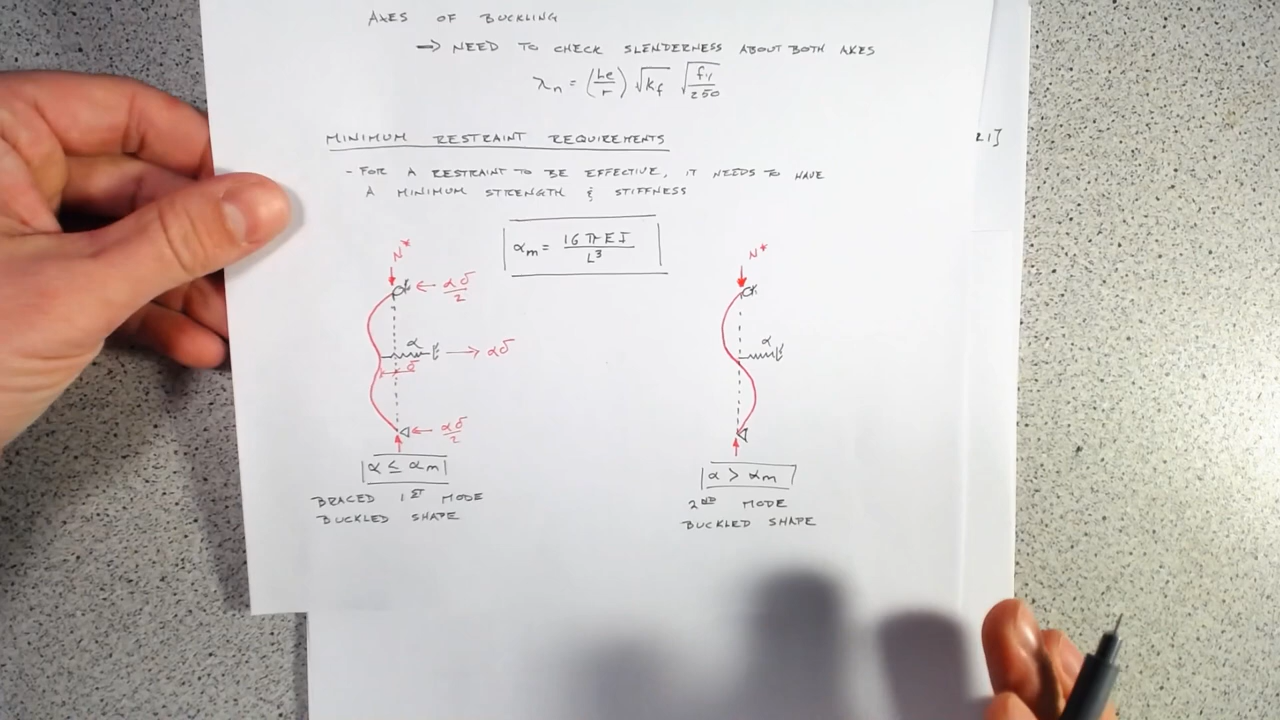 AXES OF BUCKLING
→ NEED TO CHECK SLENDERNESS ABOUT BOTH AXES
λn = (Le/r) √kf √(fy/250)
MINIMUM RESTRAINT REQUIREMENTS
21]
- FOR A RESTRAINT TO BE EFFECTIVE, IT NEEDS TO HAVE
A MINIMUM STRENGTH & STIFFNESS
αm = 16 π E I / L³
N*
N*
← αδ/2
α
→ αδ
δ
α
← αδ/2
α ≤ αm
α > αm
BRACED 1ST MODE
BUCKLED SHAPE
2ND MODE
BUCKLED SHAPE